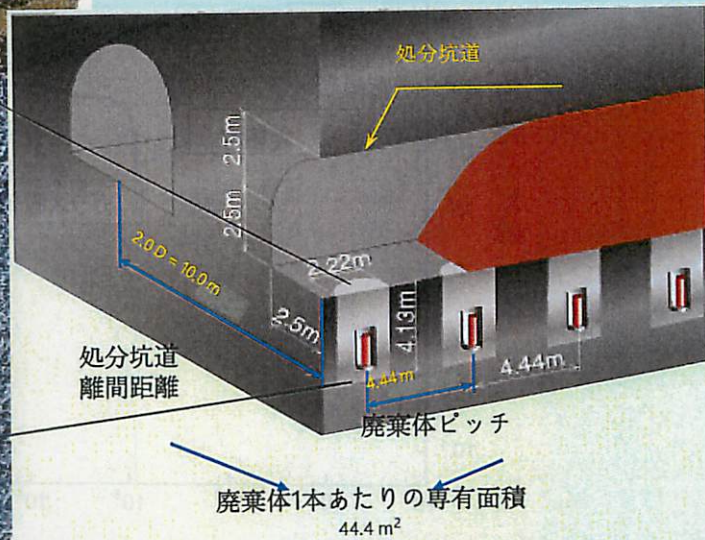 処分坑道
2.5m
2.5m
2.0 D = 10.0 m
2.22m
2.5m
4.13m
4.44m
4.44m
処分坑道
離間距離
廃棄体ピッチ
廃棄体1本あたりの専有面積
44.4 m²